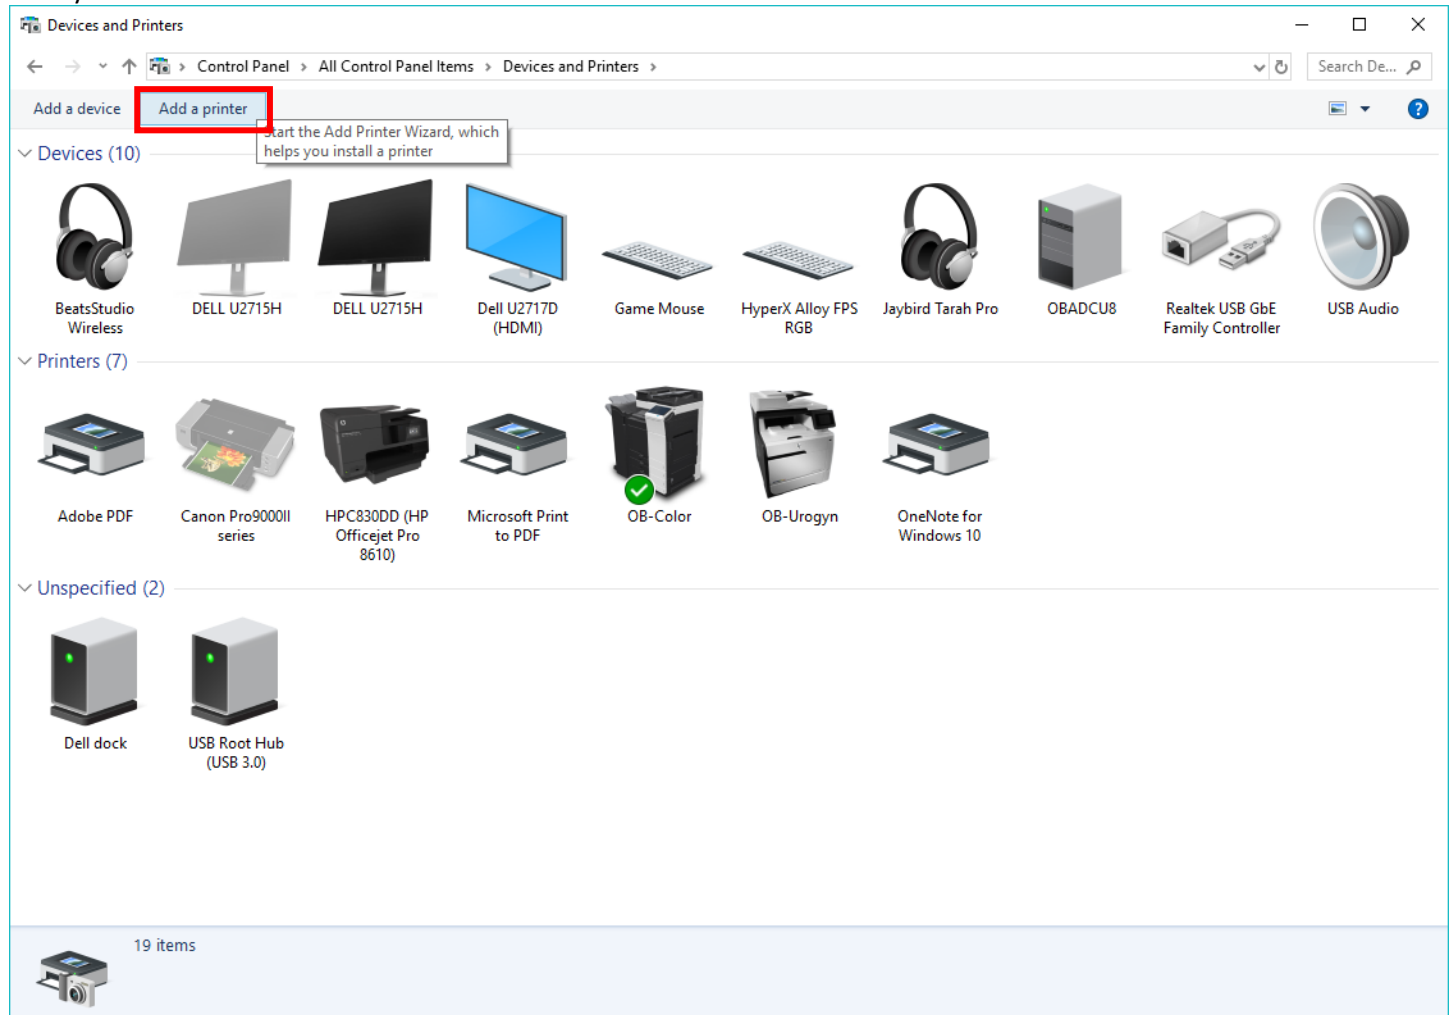 Devices and Printers
Control Panel > All Control Panel Items > Devices and Printers >
Search De...
Add a device
Add a printer
Start the Add Printer Wizard, which
helps you install a printer
Devices (10)
BeatsStudio
Wireless
DELL U2715H
DELL U2715H
Dell U2717D
(HDMI)
Game Mouse
HyperX Alloy FPS
RGB
Jaybird Tarah Pro
OBADCU8
Realtek USB GbE
Family Controller
USB Audio
Printers (7)
Adobe PDF
Canon Pro9000II
series
HPC830DD (HP
Officejet Pro
8610)
Microsoft Print
to PDF
OB-Color
OB-Urogyn
OneNote for
Windows 10
Unspecified (2)
Dell dock
USB Root Hub
(USB 3.0)
19 items